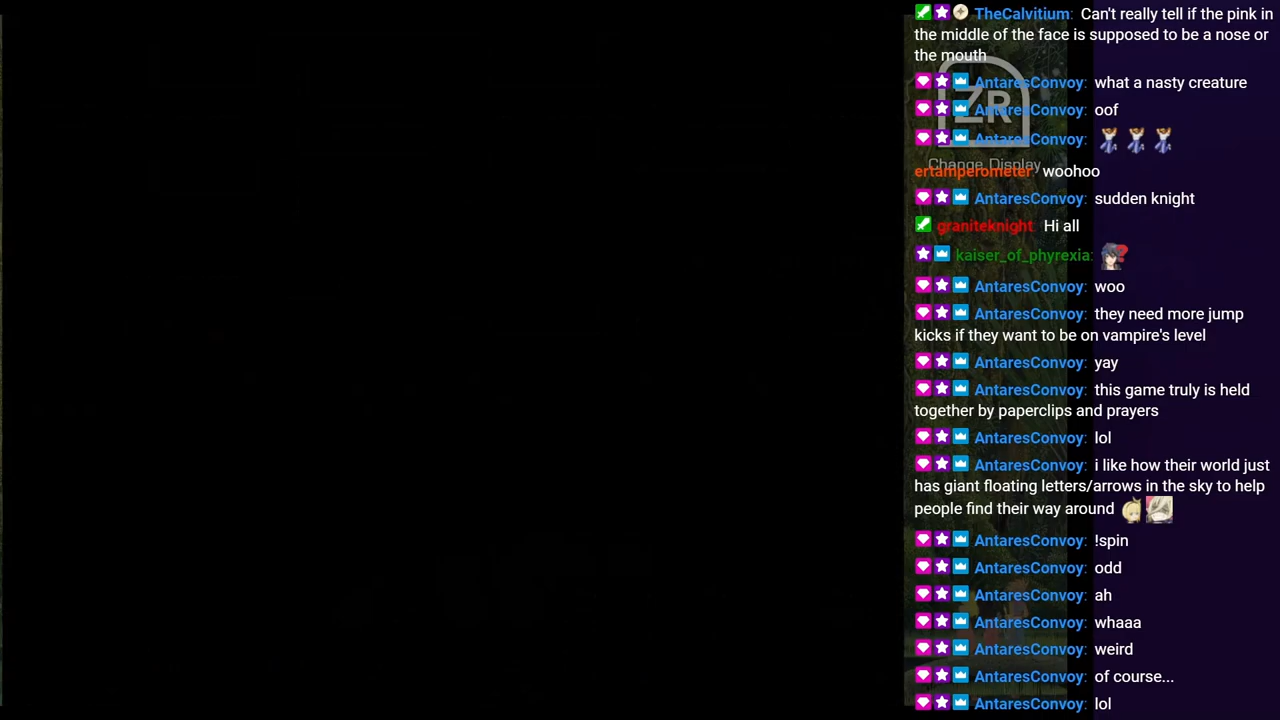 TheCalvitium: Can't really tell if the pink in
the middle of the face is supposed to be a nose or
the mouth
AntaresConvoy: what a nasty creature
ZR
AntaresConvoy: oof
AntaresConvoy:
Change Display
ertamperometer: woohoo
AntaresConvoy: sudden knight
graniteknight: Hi all
kaiser_of_phyrexia:
AntaresConvoy: woo
AntaresConvoy: they need more jump
kicks if they want to be on vampire's level
AntaresConvoy: yay
AntaresConvoy: this game truly is held
together by paperclips and prayers
AntaresConvoy: lol
AntaresConvoy: i like how their world just
has giant floating letters/arrows in the sky to help
people find their way around
AntaresConvoy: !spin
AntaresConvoy: odd
AntaresConvoy: ah
AntaresConvoy: whaaa
AntaresConvoy: weird
AntaresConvoy: of course...
AntaresConvoy: lol